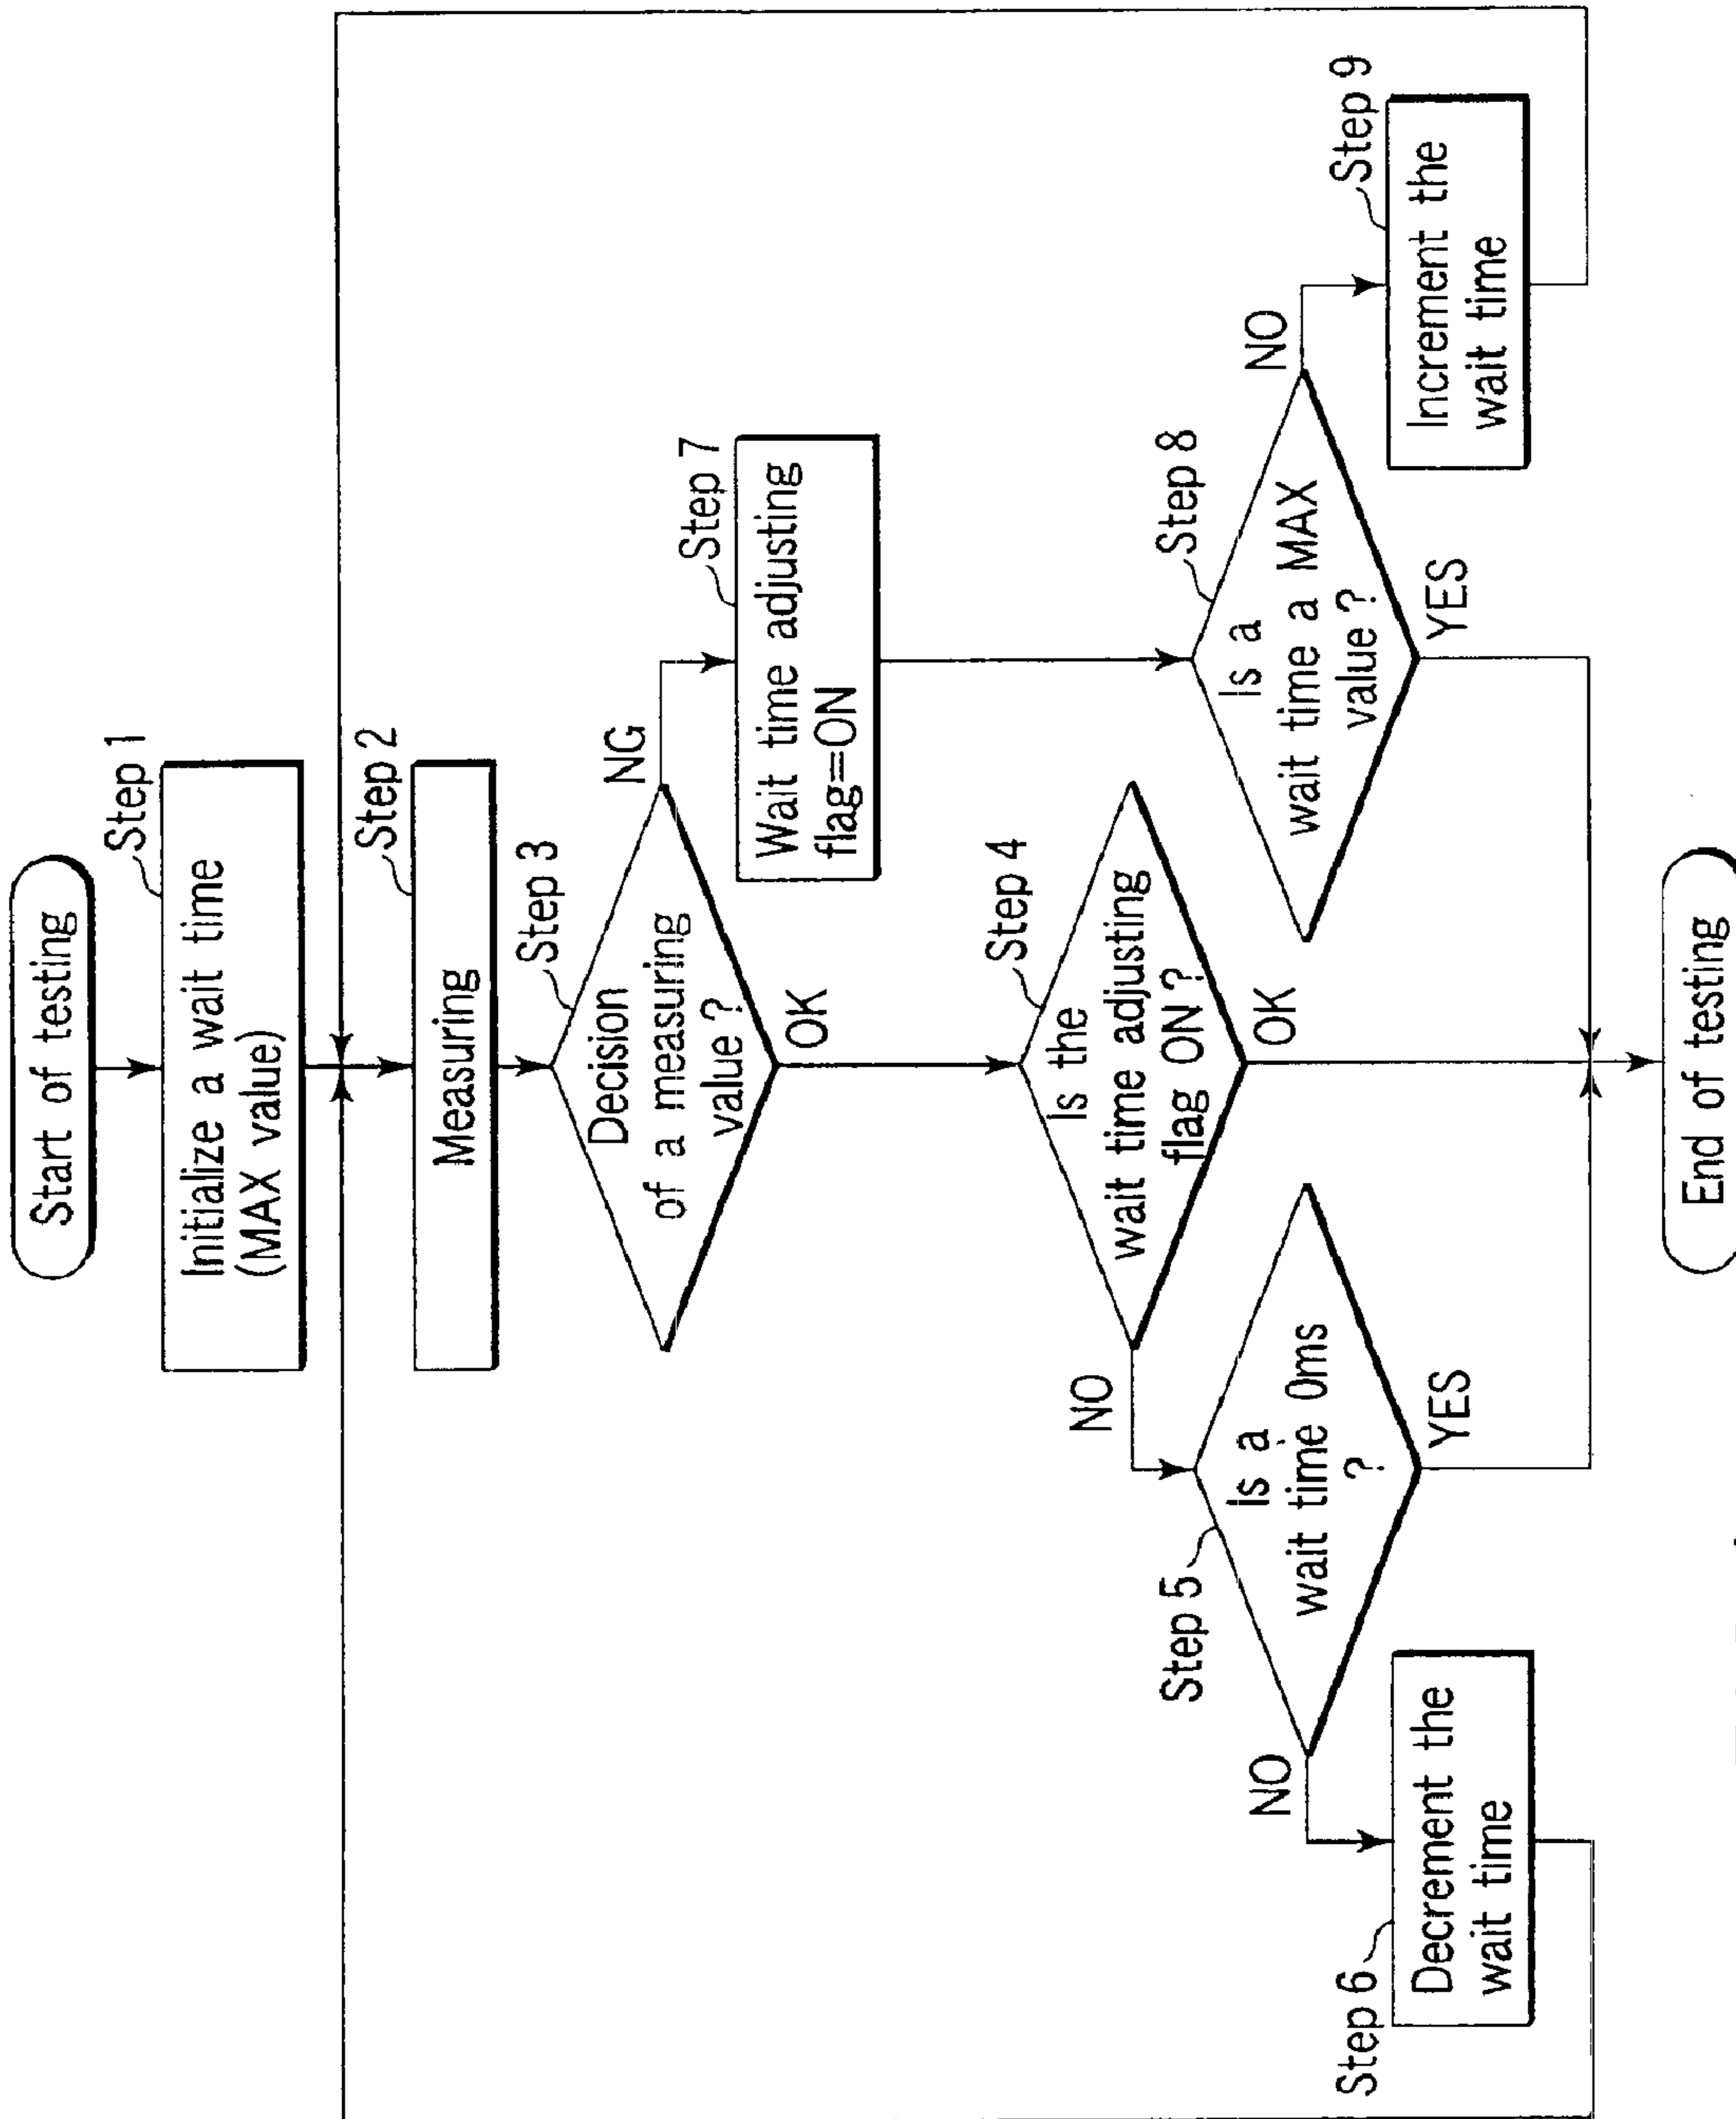 Start of testing
Step 1
Initialize a wait time
(MAX value)
Step 2
Measuring
Step 3
Decision
of a measuring
value ?
NG
OK
Step 7
Wait time adjusting
flag=ON
Step 4
Is the
wait time adjusting
flag ON ?
NO
OK
Step 5
Is a
wait time 0ms
?
NO
YES
Step 8
Is a
wait time a MAX
value ?
NO
YES
Step 6
Decrement the
wait time
Step 9
Increment the
wait time
End of testing